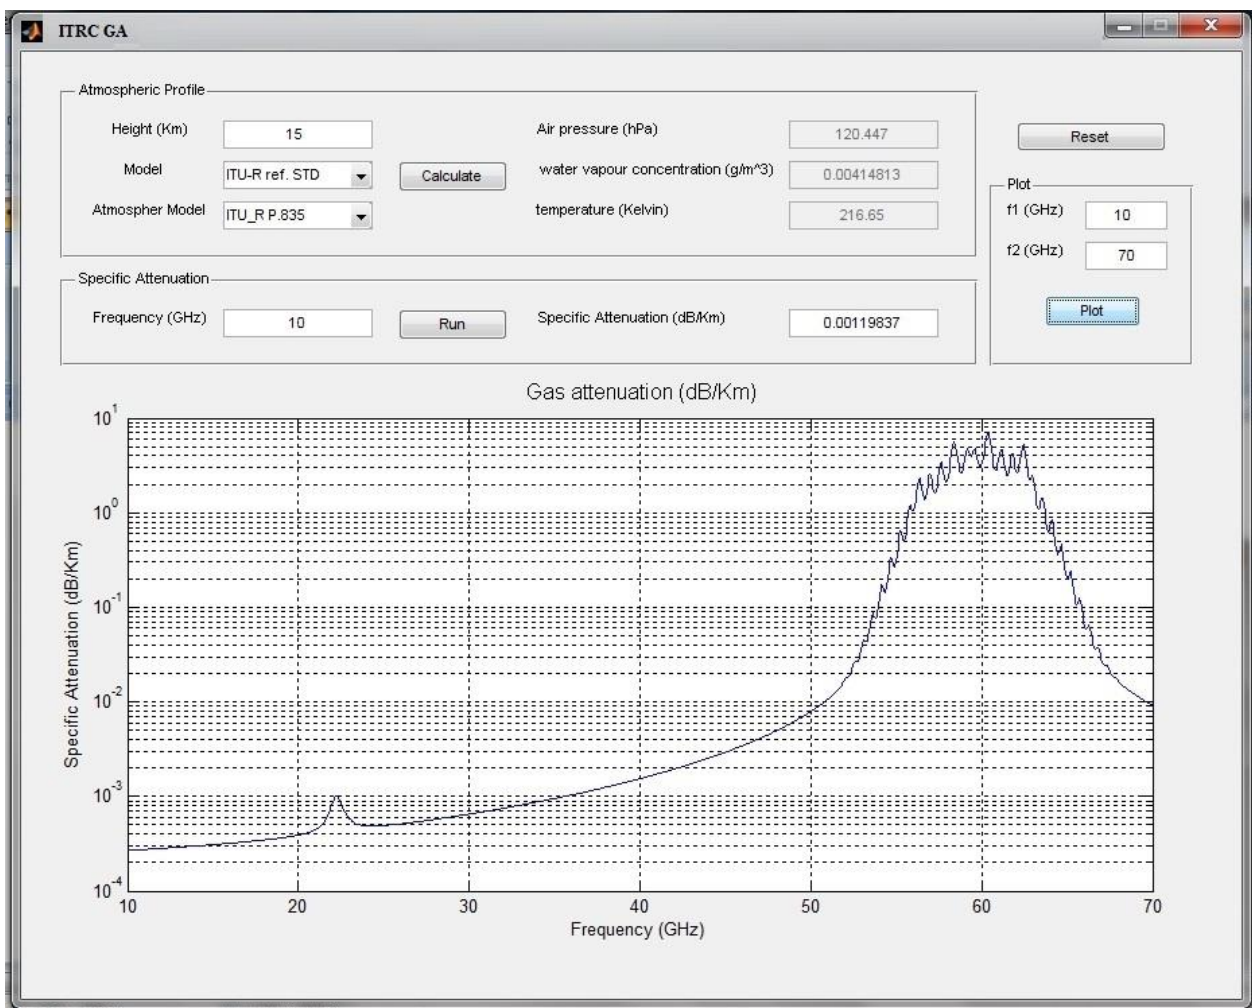 ITRC GA
Atmospheric Profile
Height (Km)
15
Air pressure (hPa)
120.447
Reset
Model
ITU-R ref. STD
Calculate
water vapour concentration (g/m^3)
0.00414813
Atmospher Model
ITU_R P.835
temperature (Kelvin)
216.65
Plot
f1 (GHz)
10
f2 (GHz)
70
Plot
Specific Attenuation
Frequency (GHz)
10
Run
Specific Attenuation (dB/Km)
0.00119837
Gas attenuation (dB/Km)
Specific Attenuation (dB/Km)
10^1
10^0
10^-1
10^-2
10^-3
10^-4
10 20 30 40 50 60 70
Frequency (GHz)